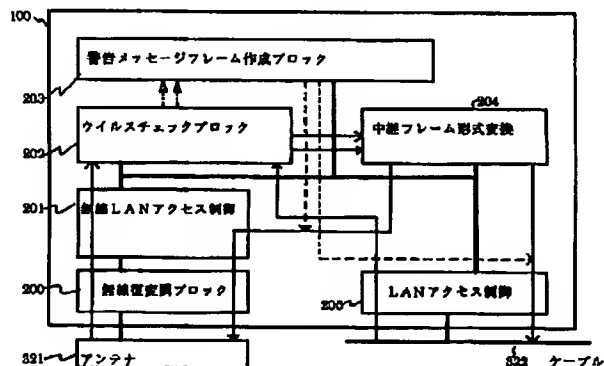 100
警告メッセージフレーム作成ブロック
203
204
ウイルスチェックブロック
中継フレーム形式変換
202
201
無線LANアクセス制御
200
無線復変調ブロック
205
LANアクセス制御
321
アンテナ
322
ケーブル